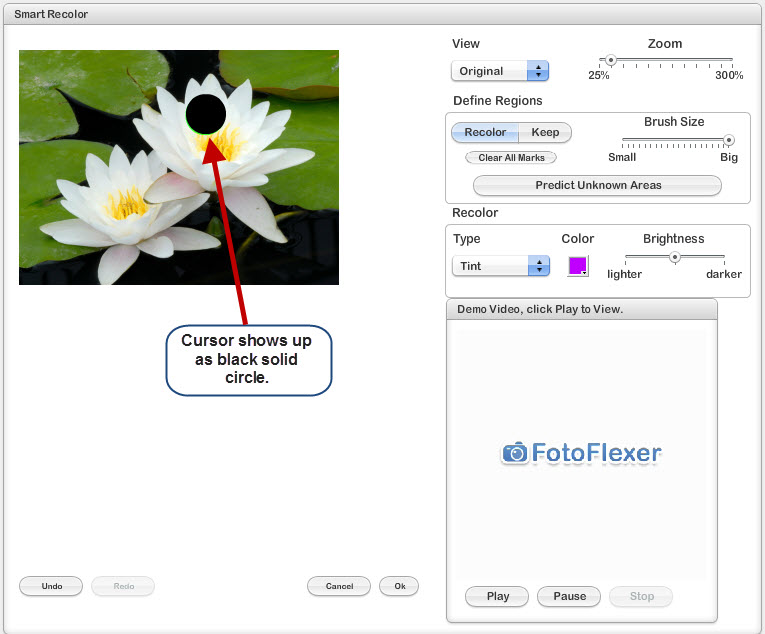 Smart Recolor
View
Zoom
Original
25%
300%
Define Regions
Recolor
Keep
Brush Size
Clear All Marks
Small
Big
Predict Unknown Areas
Recolor
Type
Color
Brightness
Tint
lighter
darker
Demo Video, click Play to View.
Cursor shows up
as black solid
circle.
FotoFlexer
Undo
Redo
Cancel
Ok
Play
Pause
Stop